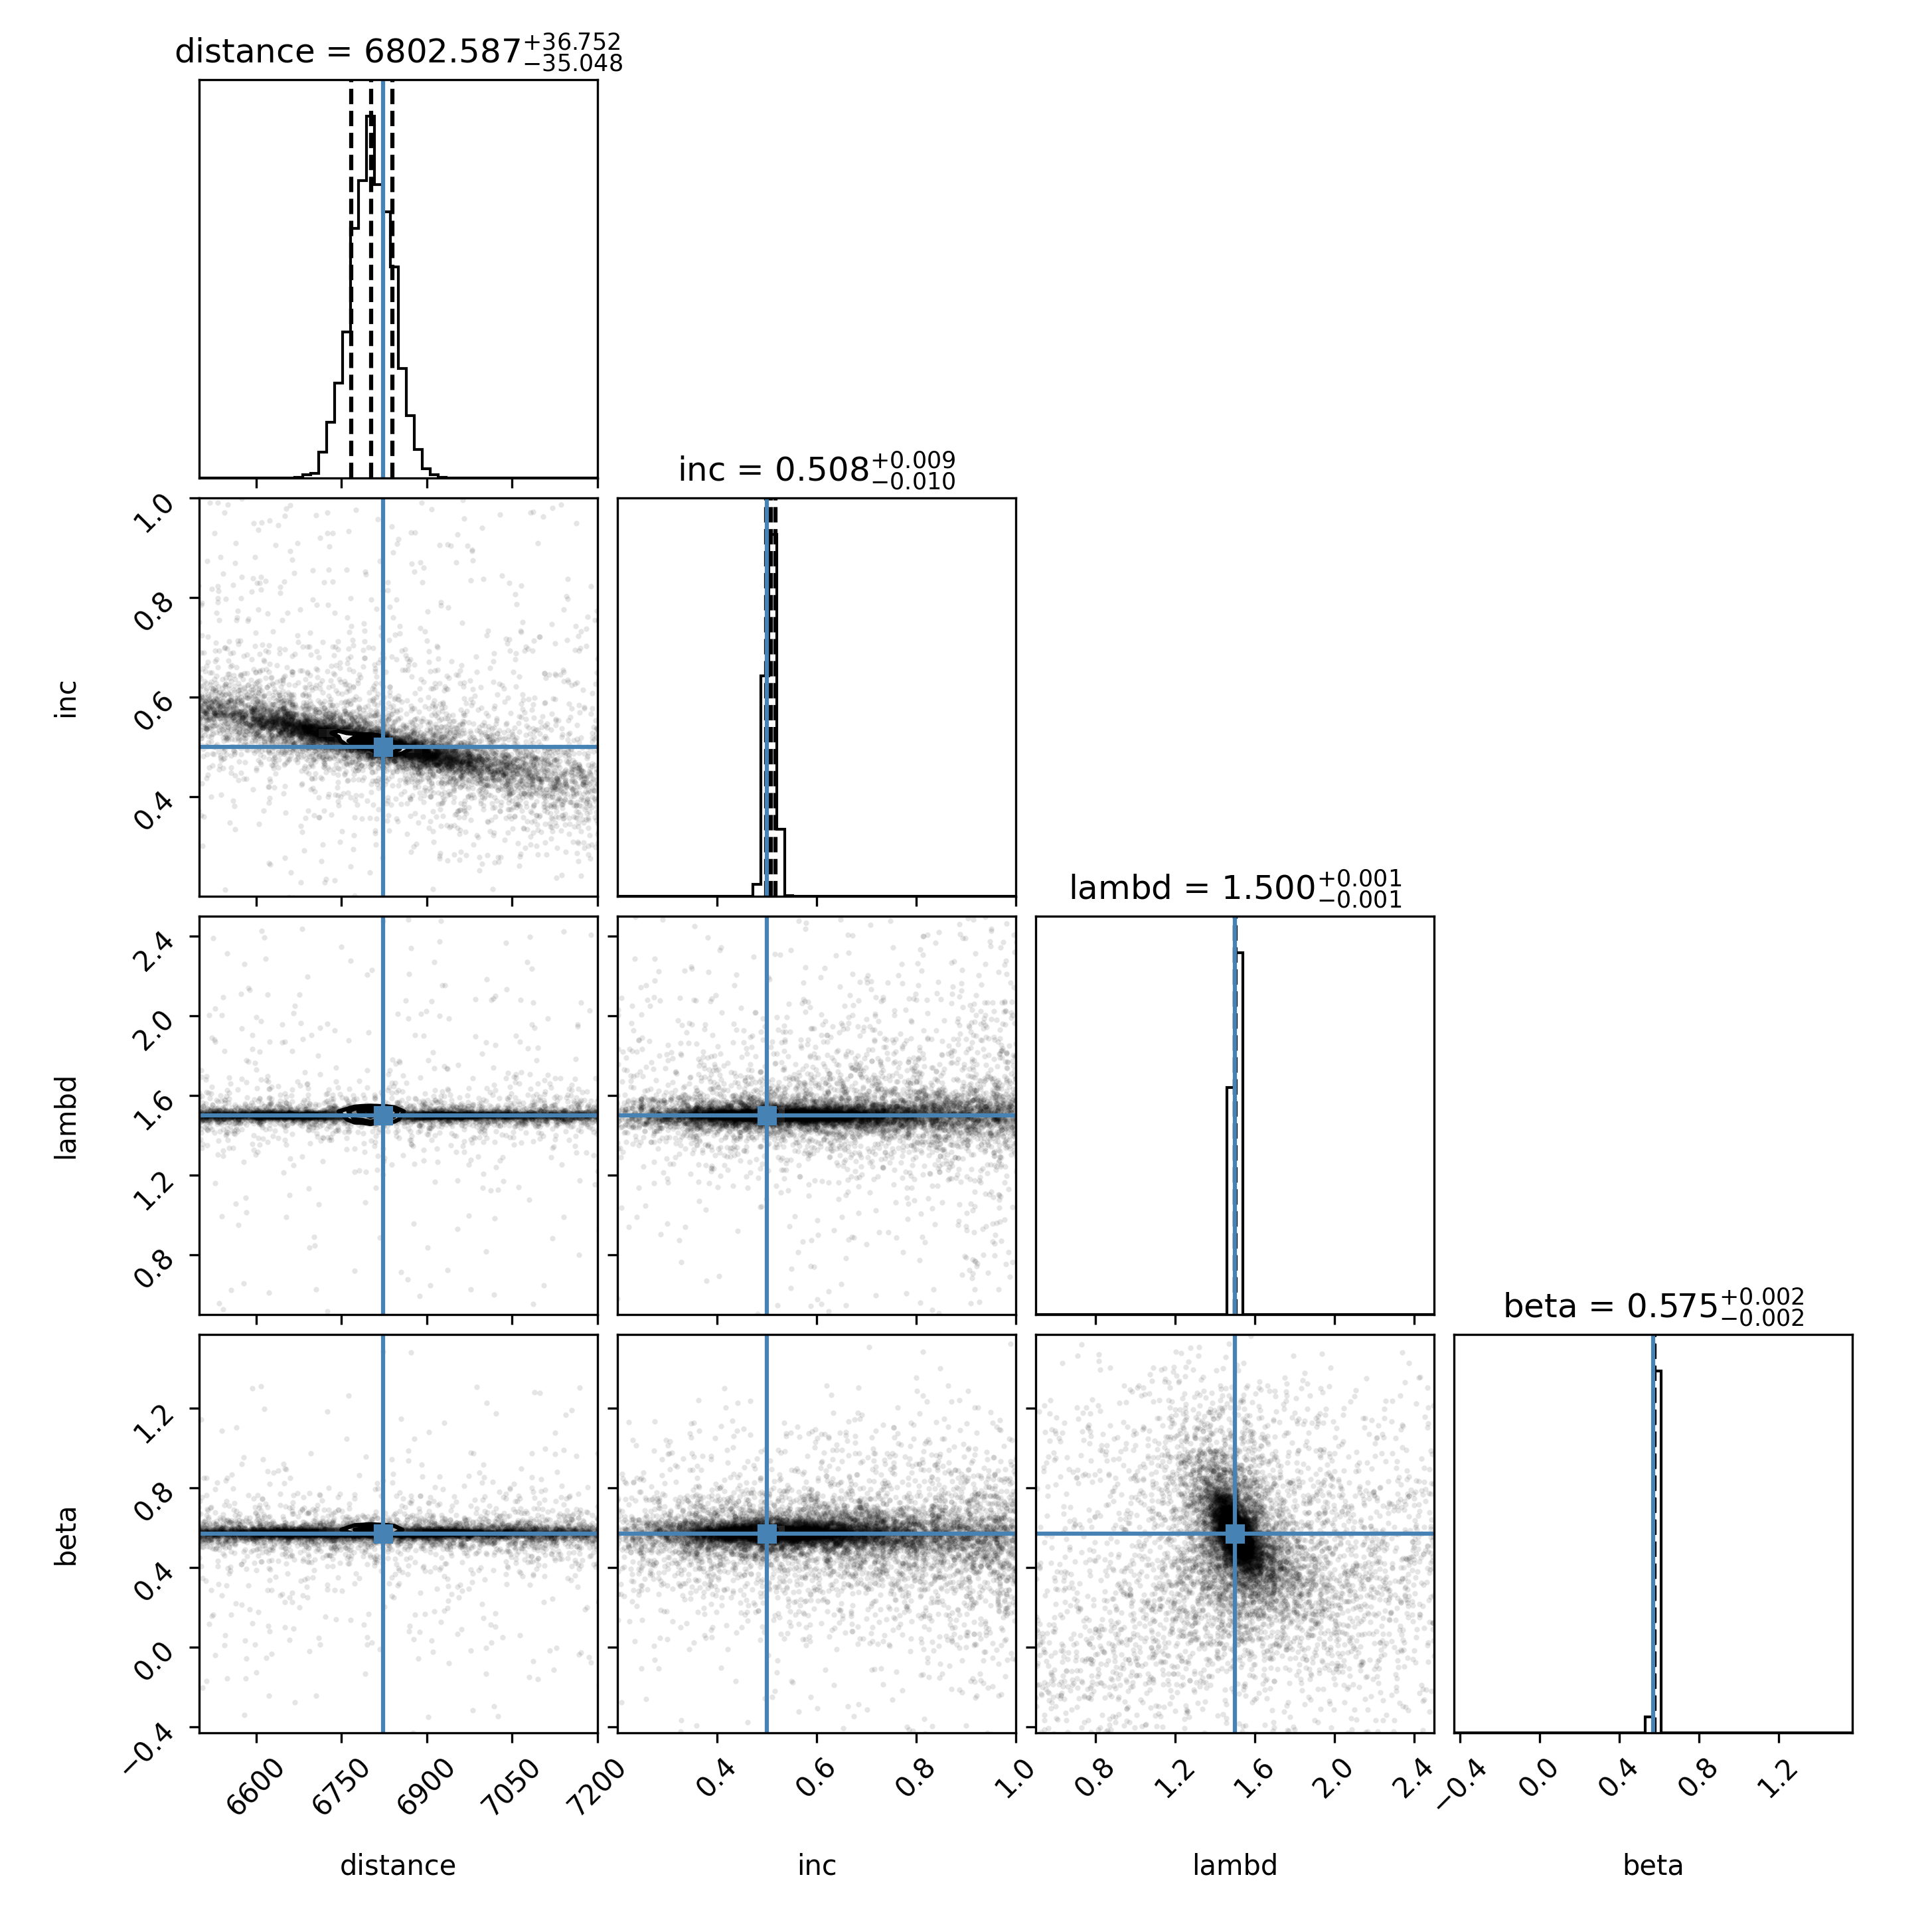 distance = 6802.587 +36.752 −35.048
inc = 0.508 +0.009 −0.010
1.0
0.8
0.6
0.4
inc
lambd = 1.500 +0.001 −0.001
2.4
2.0
1.6
1.2
0.8
lambd
beta = 0.575 +0.002 −0.002
1.2
0.8
0.4
0.0
−0.4
beta
6600 6750 6900 7050 7200
0.4 0.6 0.8 1.0
0.8 1.2 1.6 2.0 2.4
−0.4 0.0 0.4 0.8 1.2
distance inc lambd beta